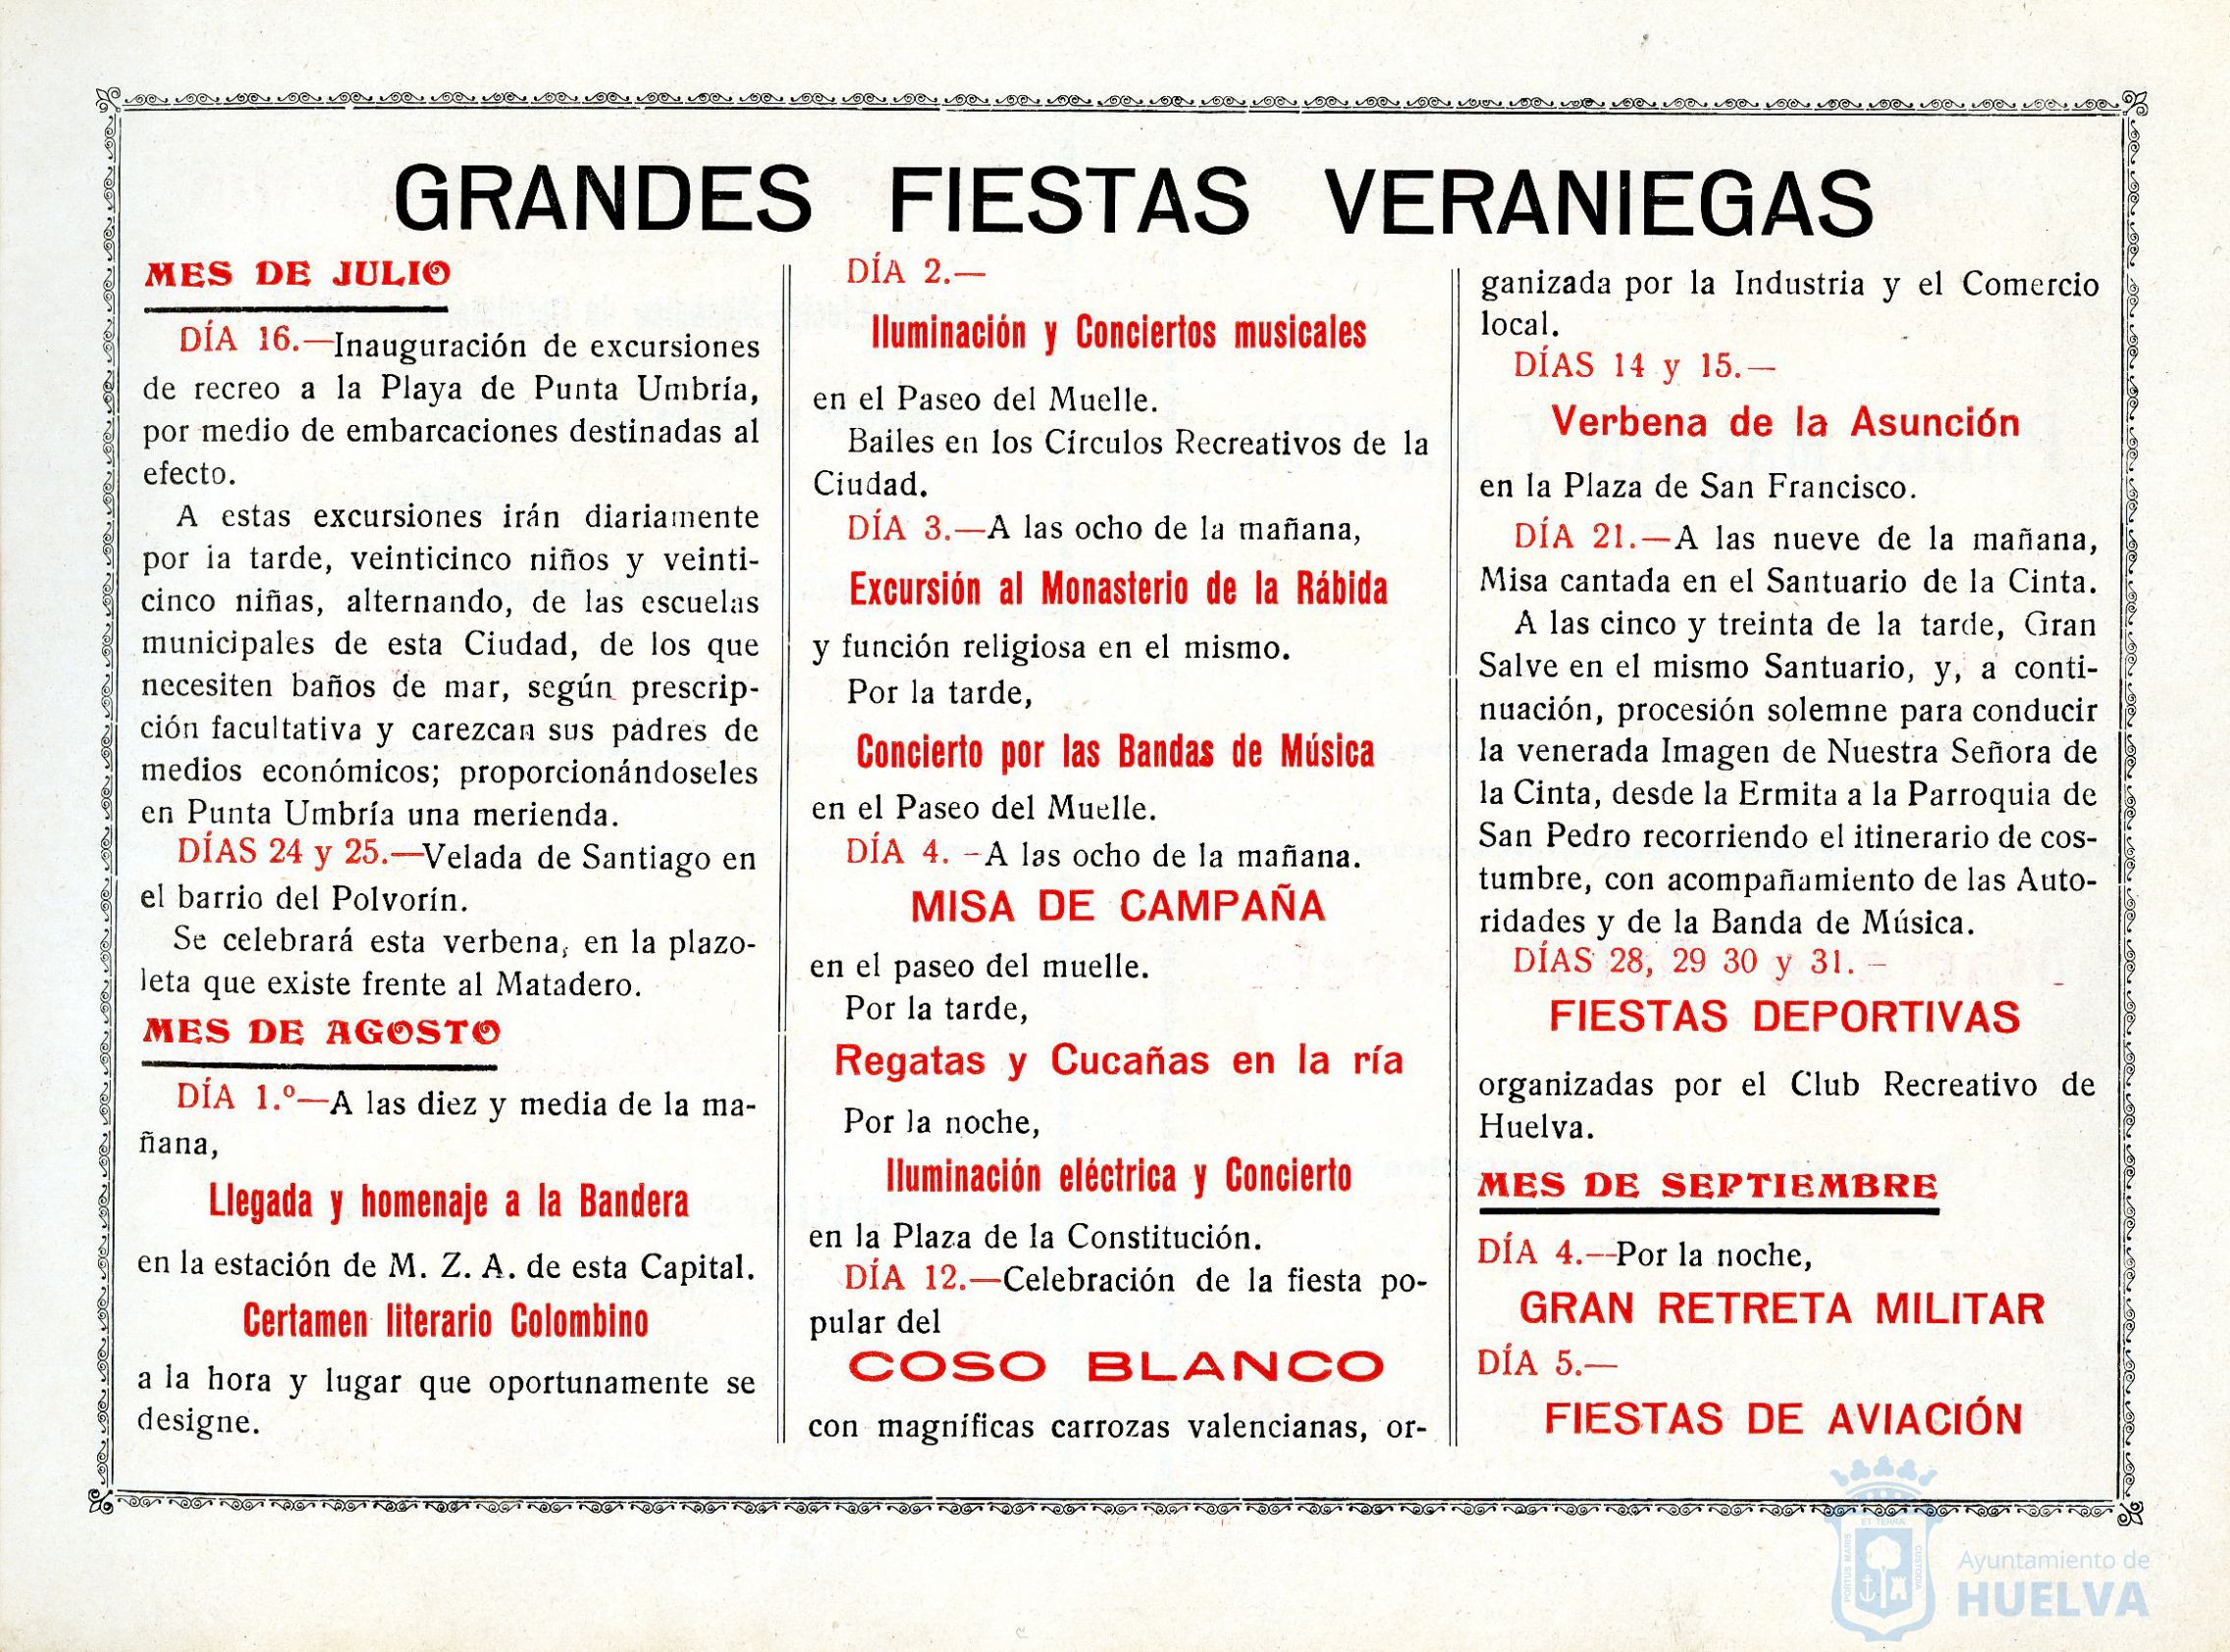 GRANDES FIESTAS VERANIEGAS
MES DE JULIO
DÍA 16.—Inauguración de excursiones
de recreo a la Playa de Punta Umbría,
por medio de embarcaciones destinadas al
efecto.
A estas excursiones irán diariamente
por ia tarde, veinticinco niños y veinti-
cinco niñas, alternando, de las escuelas
municipales de esta Ciudad, de los que
necesiten baños de mar, según prescrip-
ción facultativa y carezcan sus padres de
medios económicos; proporcionándoseles
en Punta Umbría una merienda.
DÍAS 24 y 25.—Velada de Santiago en
el barrio del Polvorín.
Se celebrará esta verbena, en la plazo-
leta que existe frente al Matadero.
MES DE AGOSTO
DÍA 1.º—A las diez y media de la ma-
ñana,
Llegada y homenaje a la Bandera
en la estación de M. Z. A. de esta Capital.
Certamen literario Colombino
a la hora y lugar que oportunamente se
designe.
DÍA 2.—
Iluminación y Conciertos musicales
en el Paseo del Muelle.
Bailes en los Círculos Recreativos de la
Ciudad.
DÍA 3.—A las ocho de la mañana,
Excursión al Monasterio de la Rábida
y función religiosa en el mismo.
Por la tarde,
Concierto por las Bandas de Música
en el Paseo del Muelle.
DÍA 4. –A las ocho de la mañana.
MISA DE CAMPAÑA
en el paseo del muelle.
Por la tarde,
Regatas y Cucañas en la ría
Por la noche,
Iluminación eléctrica y Concierto
en la Plaza de la Constitución.
DÍA 12.—Celebración de la fiesta po-
pular del
COSO BLANCO
con magníficas carrozas valencianas, or-
ganizada por la Industria y el Comercio
local.
DÍAS 14 y 15.—
Verbena de la Asunción
en la Plaza de San Francisco.
DÍA 21.—A las nueve de la mañana,
Misa cantada en el Santuario de la Cinta.
A las cinco y treinta de la tarde, Gran
Salve en el mismo Santuario, y, a conti-
nuación, procesión solemne para conducir
la venerada Imagen de Nuestra Señora de
la Cinta, desde la Ermita a la Parroquia de
San Pedro recorriendo el itinerario de cos-
tumbre, con acompañamiento de las Auto-
ridades y de la Banda de Música.
DÍAS 28, 29 30 y 31. –
FIESTAS DEPORTIVAS
organizadas por el Club Recreativo de
Huelva.
MES DE SEPTIEMBRE
DÍA 4.—Por la noche,
GRAN RETRETA MILITAR
DÍA 5.—
FIESTAS DE AVIACIÓN
ET TERRA
PORTUS MARIS
CUSTODIA
Ayuntamiento de
HUELVA